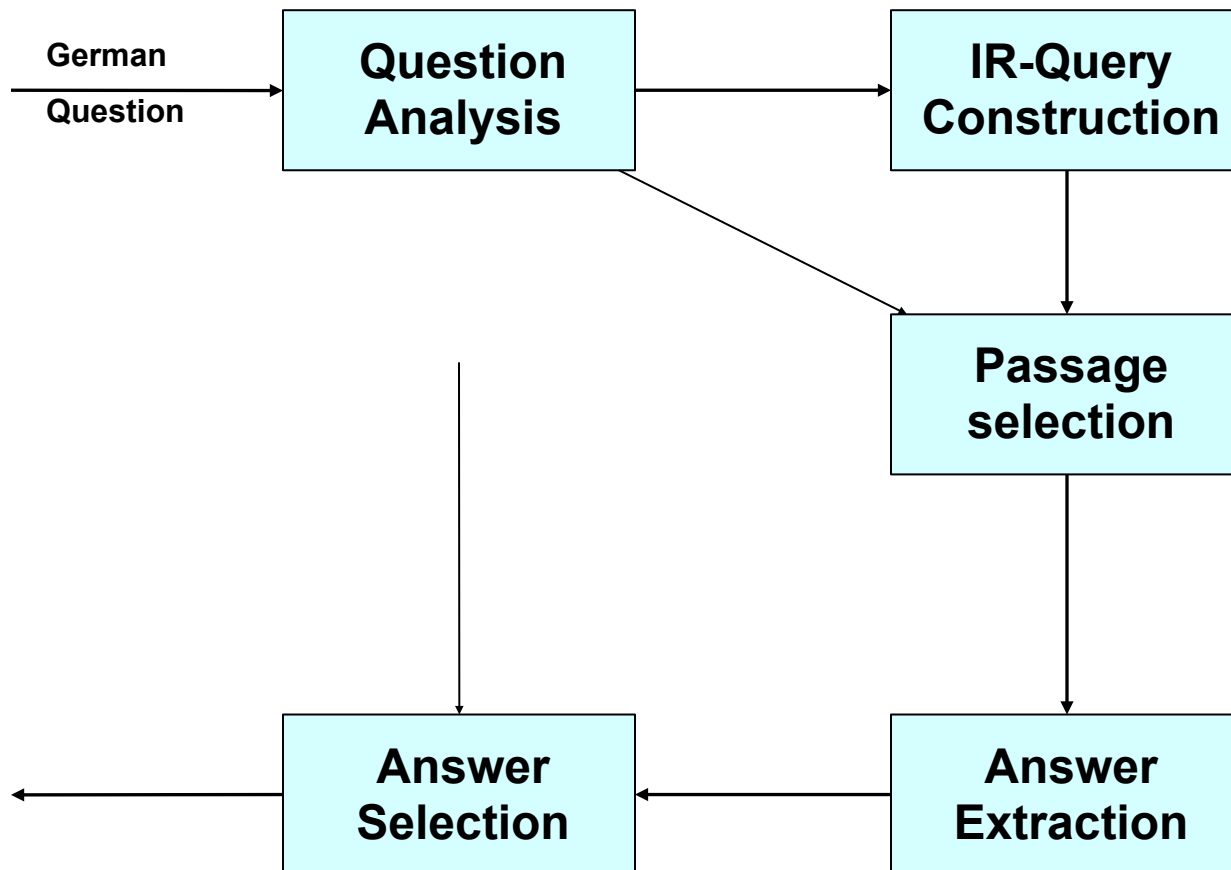 German
Question
Question
Analysis
IR-Query
Construction
Passage
selection
Answer
Selection
Answer
Extraction